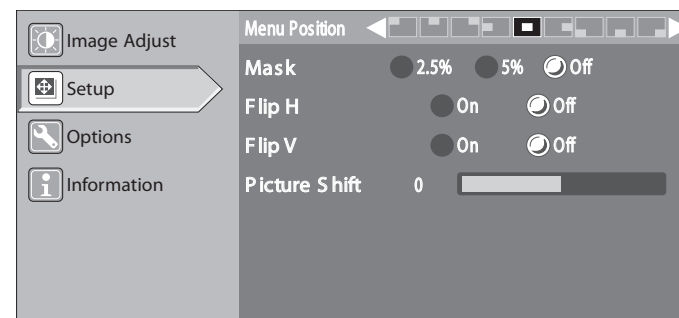 Image Adjust
Setup
Options
Information
Menu Position
Mask 2.5% 5% Off
Flip H On Off
Flip V On Off
Picture Shift 0